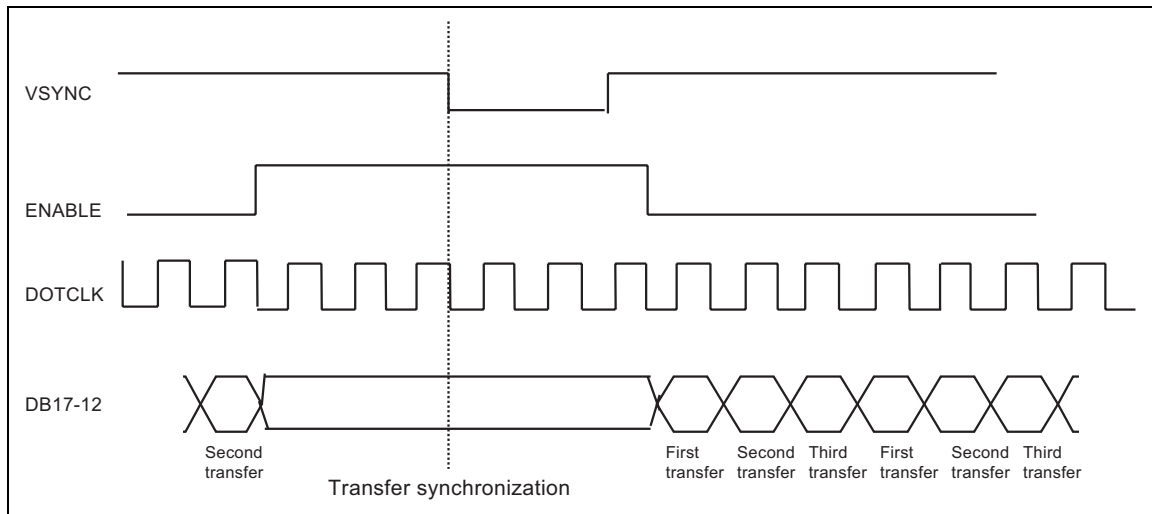 VSYNC
ENABLE
DOTCLK
DB17-12
Second
transfer
First
transfer
Second
transfer
Third
transfer
First
transfer
Second
transfer
Third
transfer
Transfer synchronization